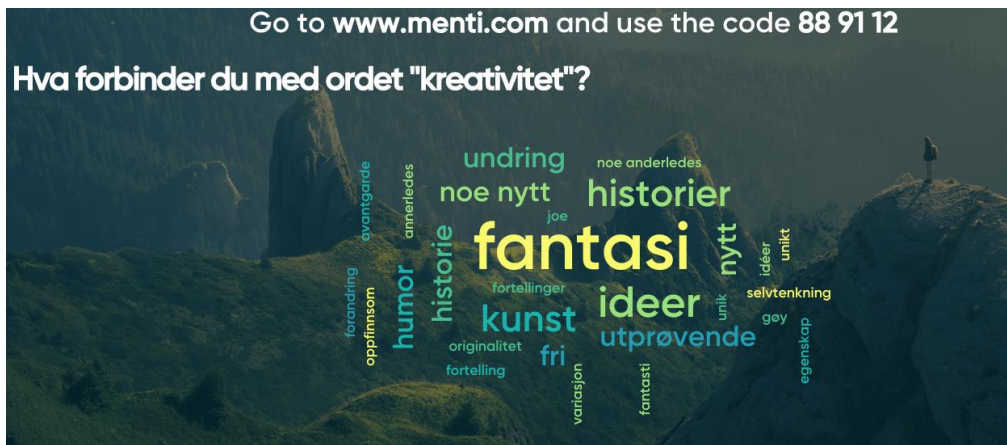 Go to www.menti.com and use the code 88 91 12
Hva forbinder du med ordet "kreativitet"?
undring
noe anderledes
avantgarde
annerledes
noe nytt
historier
joe
fantasi
historie
nytt
idéer
unikt
forandring
oppfinnsom
humor
fortellinger
ideer
unik
selvtenkning
kunst
gøy
utprøvende
originalitet
fri
egenskap
fortelling
variasjon
fantasti